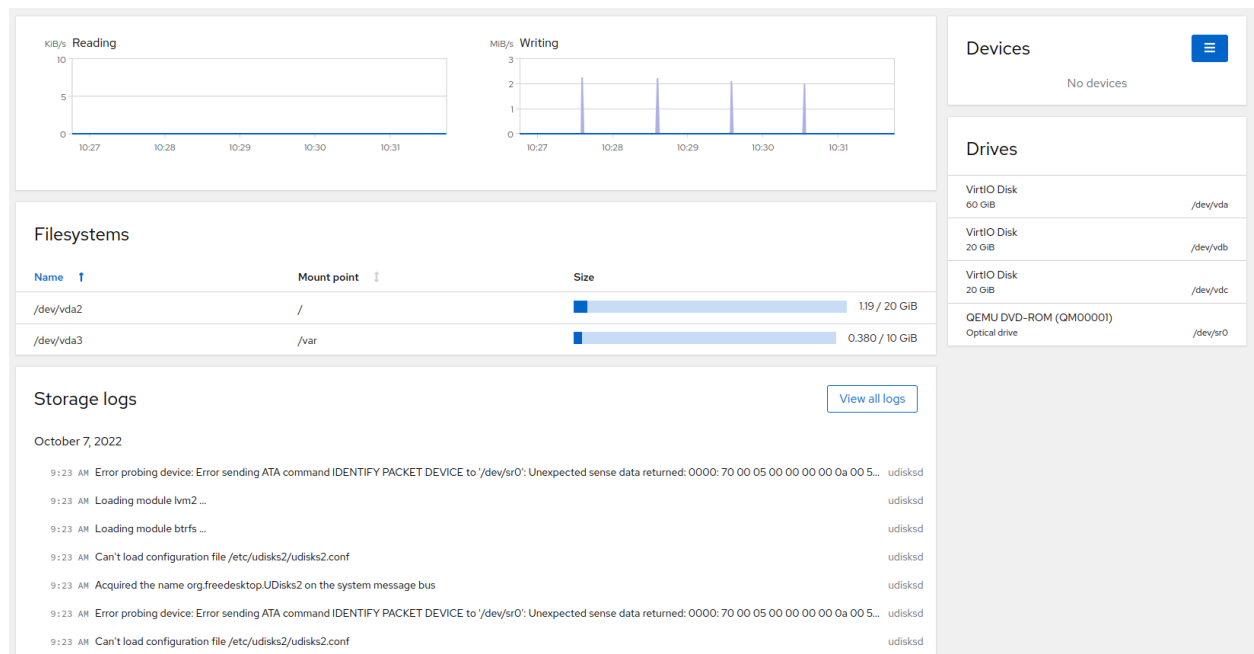 KiB/s Reading
10
5
0
10:27 10:28 10:29 10:30 10:31
MiB/s Writing
3
2
1
0
10:27 10:28 10:29 10:30 10:31
Filesystems
Name Mount point Size
/dev/vda2 / 1.19 / 20 GiB
/dev/vda3 /var 0.380 / 10 GiB
Storage logs View all logs
October 7, 2022
9:23 AM Error probing device: Error sending ATA command IDENTIFY PACKET DEVICE to '/dev/sr0': Unexpected sense data returned: 0000: 70 00 05 00 00 00 00 0a 00 5... udisksd
9:23 AM Loading module lvm2 ... udisksd
9:23 AM Loading module btrfs ... udisksd
9:23 AM Can't load configuration file /etc/udisks2/udisks2.conf udisksd
9:23 AM Acquired the name org.freedesktop.UDisks2 on the system message bus udisksd
9:23 AM Error probing device: Error sending ATA command IDENTIFY PACKET DEVICE to '/dev/sr0': Unexpected sense data returned: 0000: 70 00 05 00 00 00 00 0a 00 5... udisksd
9:23 AM Can't load configuration file /etc/udisks2/udisks2.conf udisksd
Devices
No devices
Drives
VirtIO Disk
60 GiB /dev/vda
VirtIO Disk
20 GiB /dev/vdb
VirtIO Disk
20 GiB /dev/vdc
QEMU DVD-ROM (QM00001)
Optical drive /dev/sr0